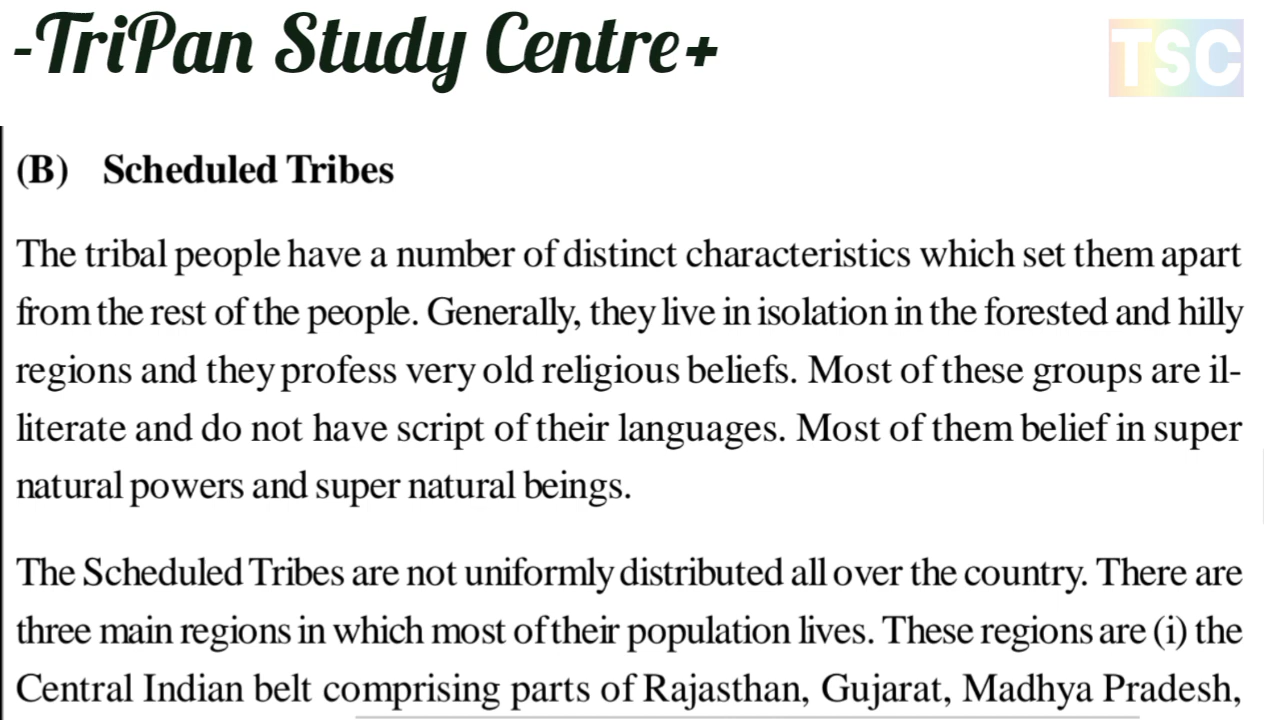 -TriPan Study Centre+
TSC
(B) Scheduled Tribes
The tribal people have a number of distinct characteristics which set them apart
from the rest of the people. Generally, they live in isolation in the forested and hilly
regions and they profess very old religious beliefs. Most of these groups are il-
literate and do not have script of their languages. Most of them belief in super
natural powers and super natural beings.
The Scheduled Tribes are not uniformly distributed all over the country. There are
three main regions in which most of their population lives. These regions are (i) the
Central Indian belt comprising parts of Rajasthan, Gujarat, Madhya Pradesh,